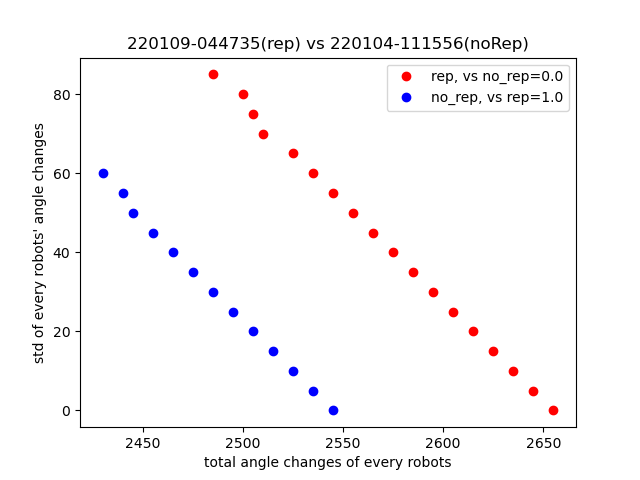 220109-044735(rep) vs 220104-111556(noRep)
rep, vs no_rep=0.0
no_rep, vs rep=1.0
80
60
40
20
0
std of every robots' angle changes
2450
2500
2550
2600
2650
total angle changes of every robots